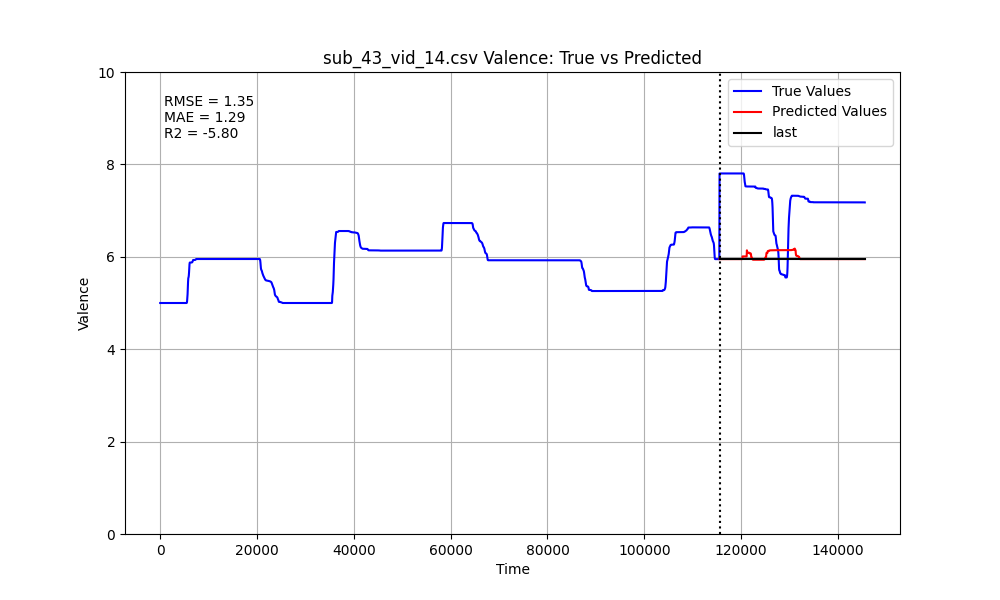 sub_43_vid_14.csv Valence: True vs Predicted
10
8
6
4
2
0
Valence
RMSE = 1.35
MAE = 1.29
R2 = -5.80
True Values
Predicted Values
last
0 20000 40000 60000 80000 100000 120000 140000
Time